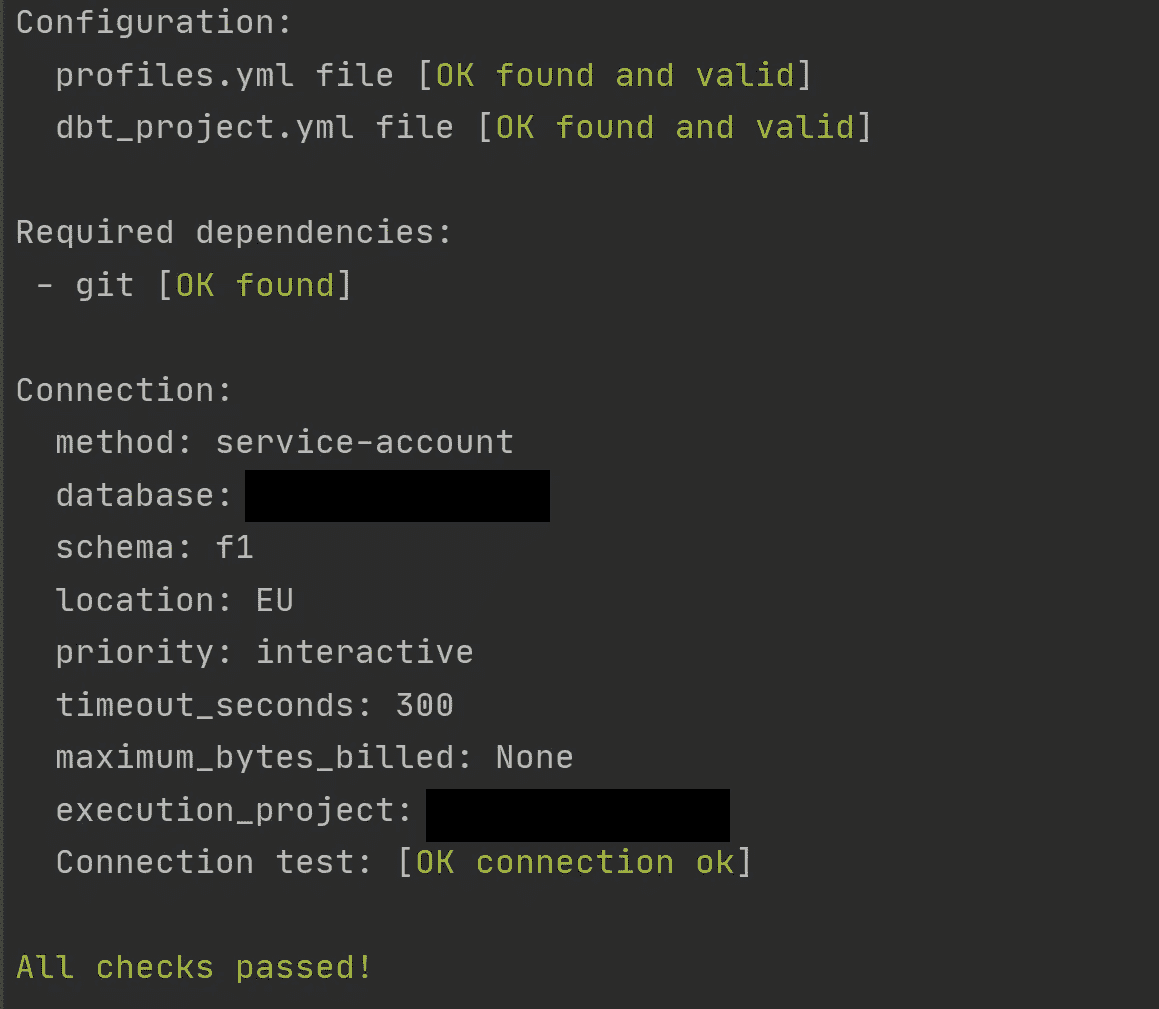 Configuration:
profiles.yml file [OK found and valid]
dbt_project.yml file [OK found and valid]
Required dependencies:
- git [OK found]
Connection:
method: service-account
database:
schema: f1
location: EU
priority: interactive
timeout_seconds: 300
maximum_bytes_billed: None
execution_project:
Connection test: [OK connection ok]
All checks passed!